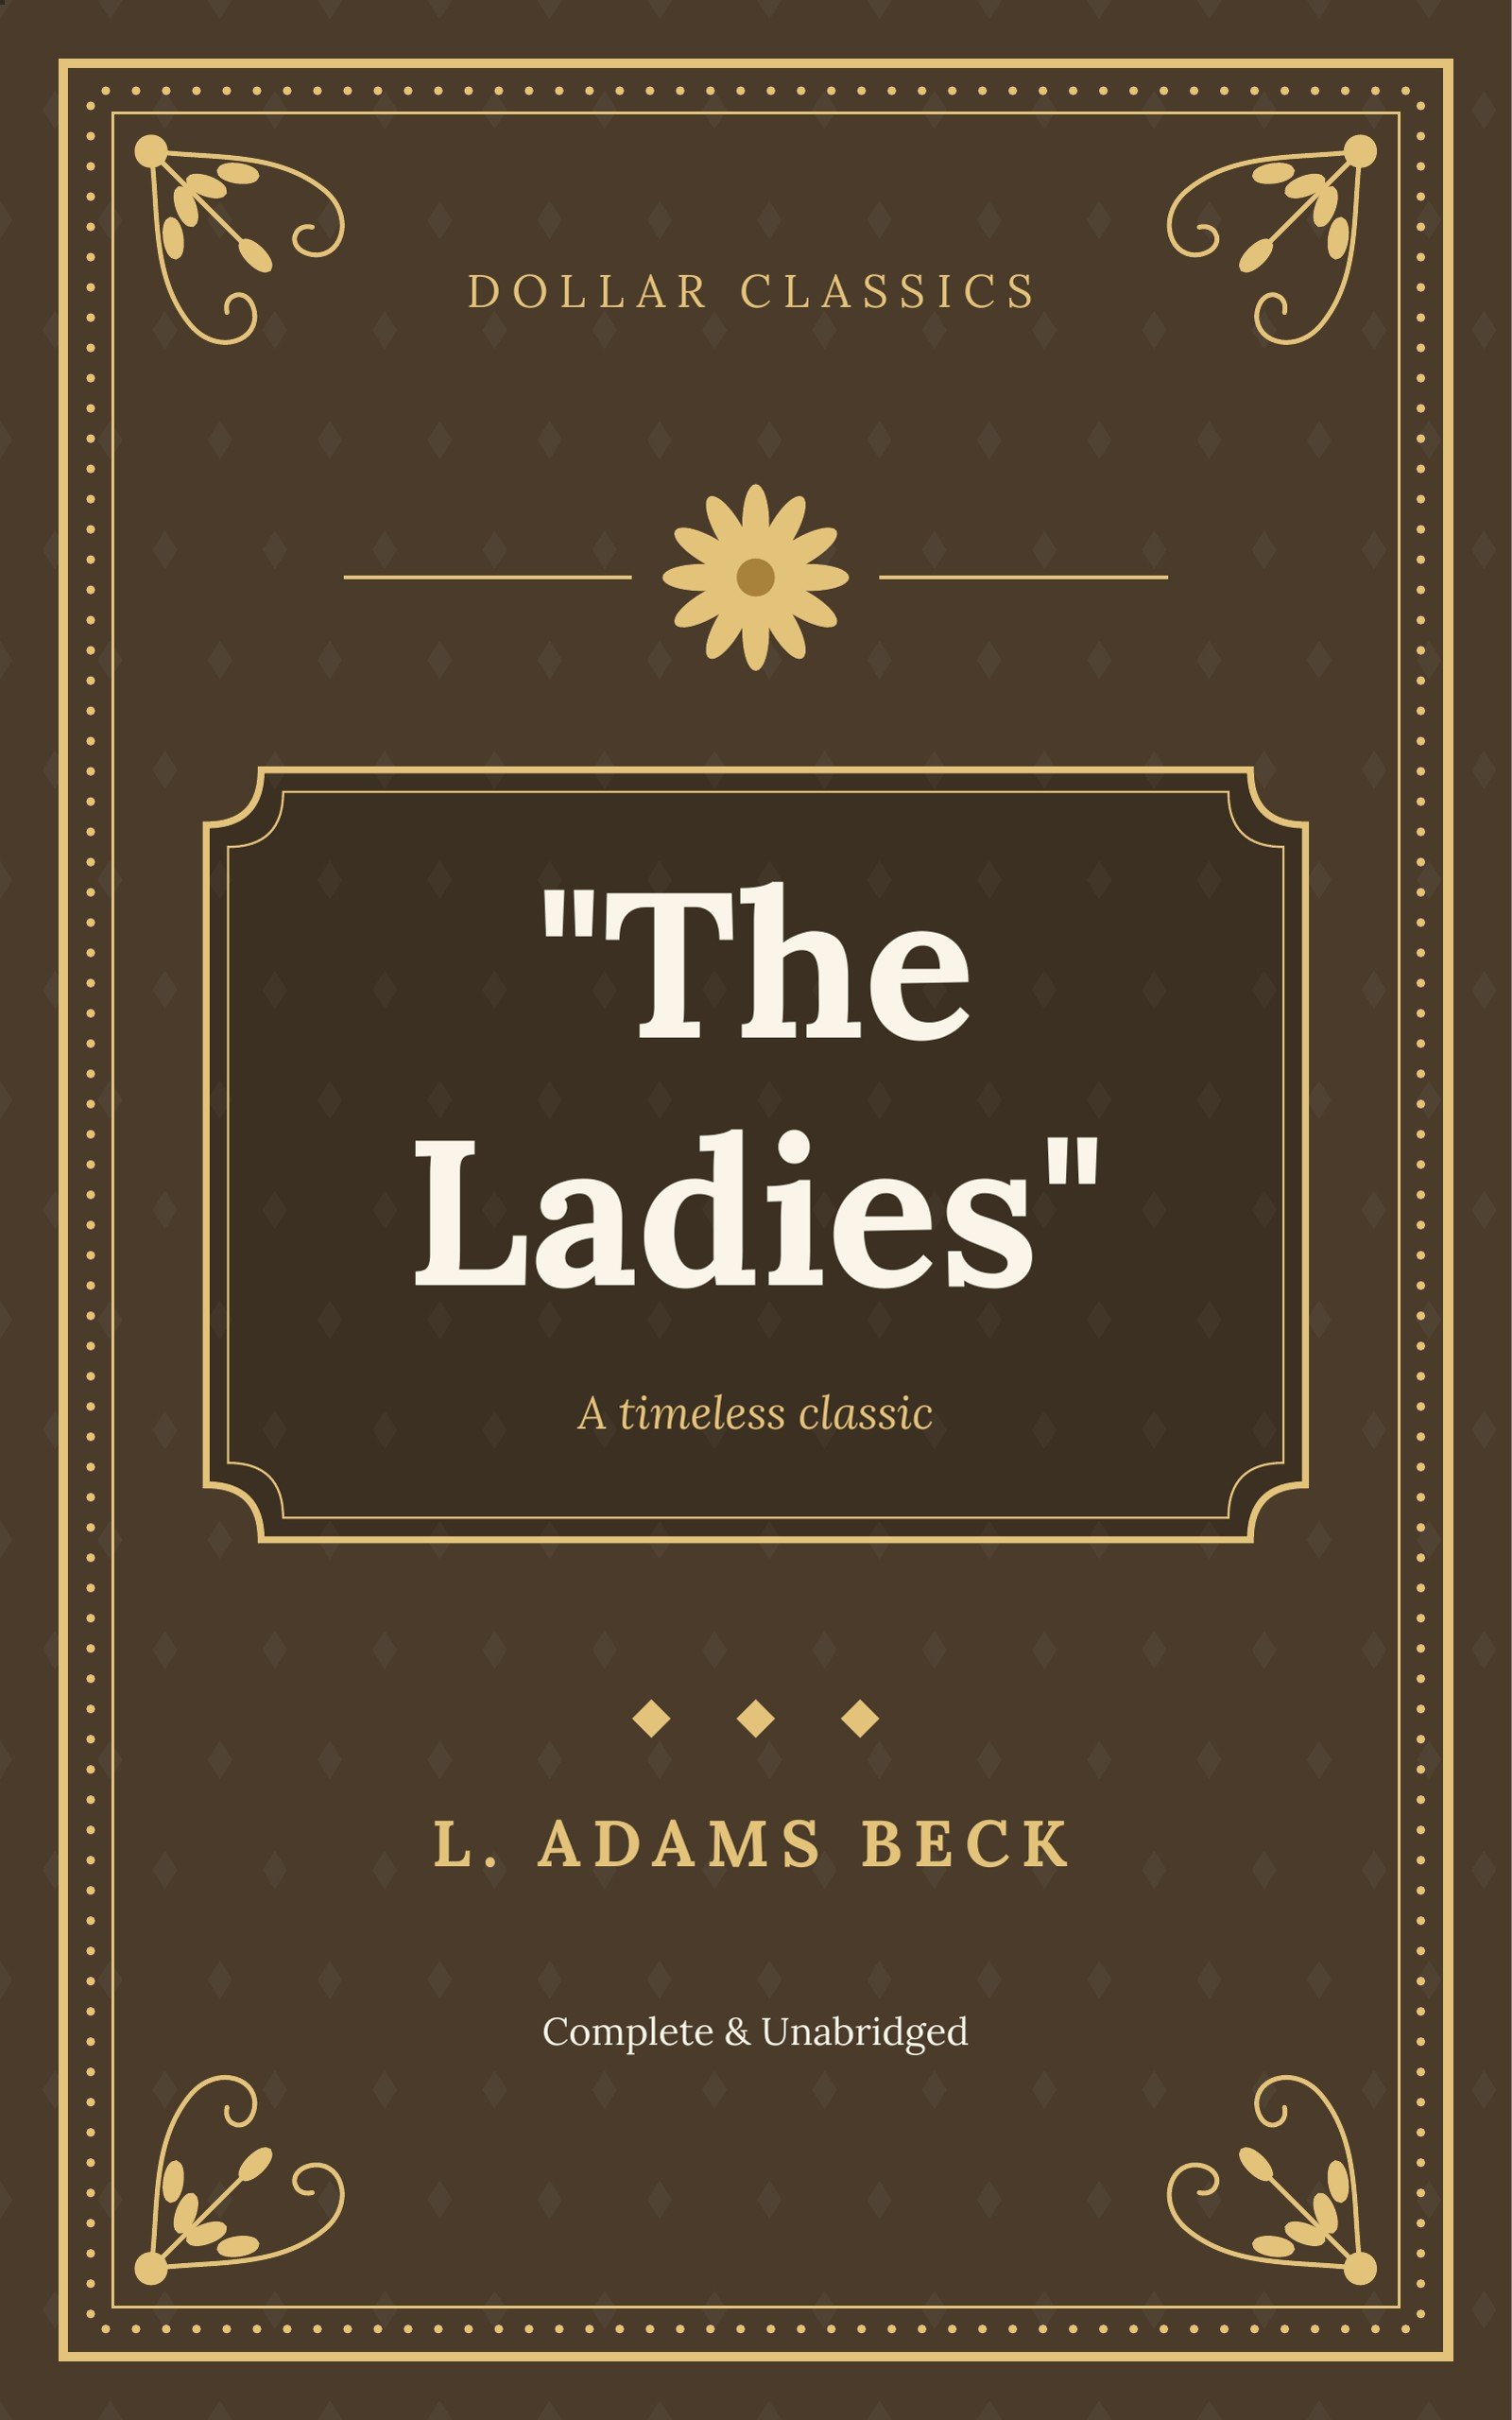 DOLLAR CLASSICS
"The
Ladies"
A timeless classic
L. ADAMS BECK
Complete & Unabridged